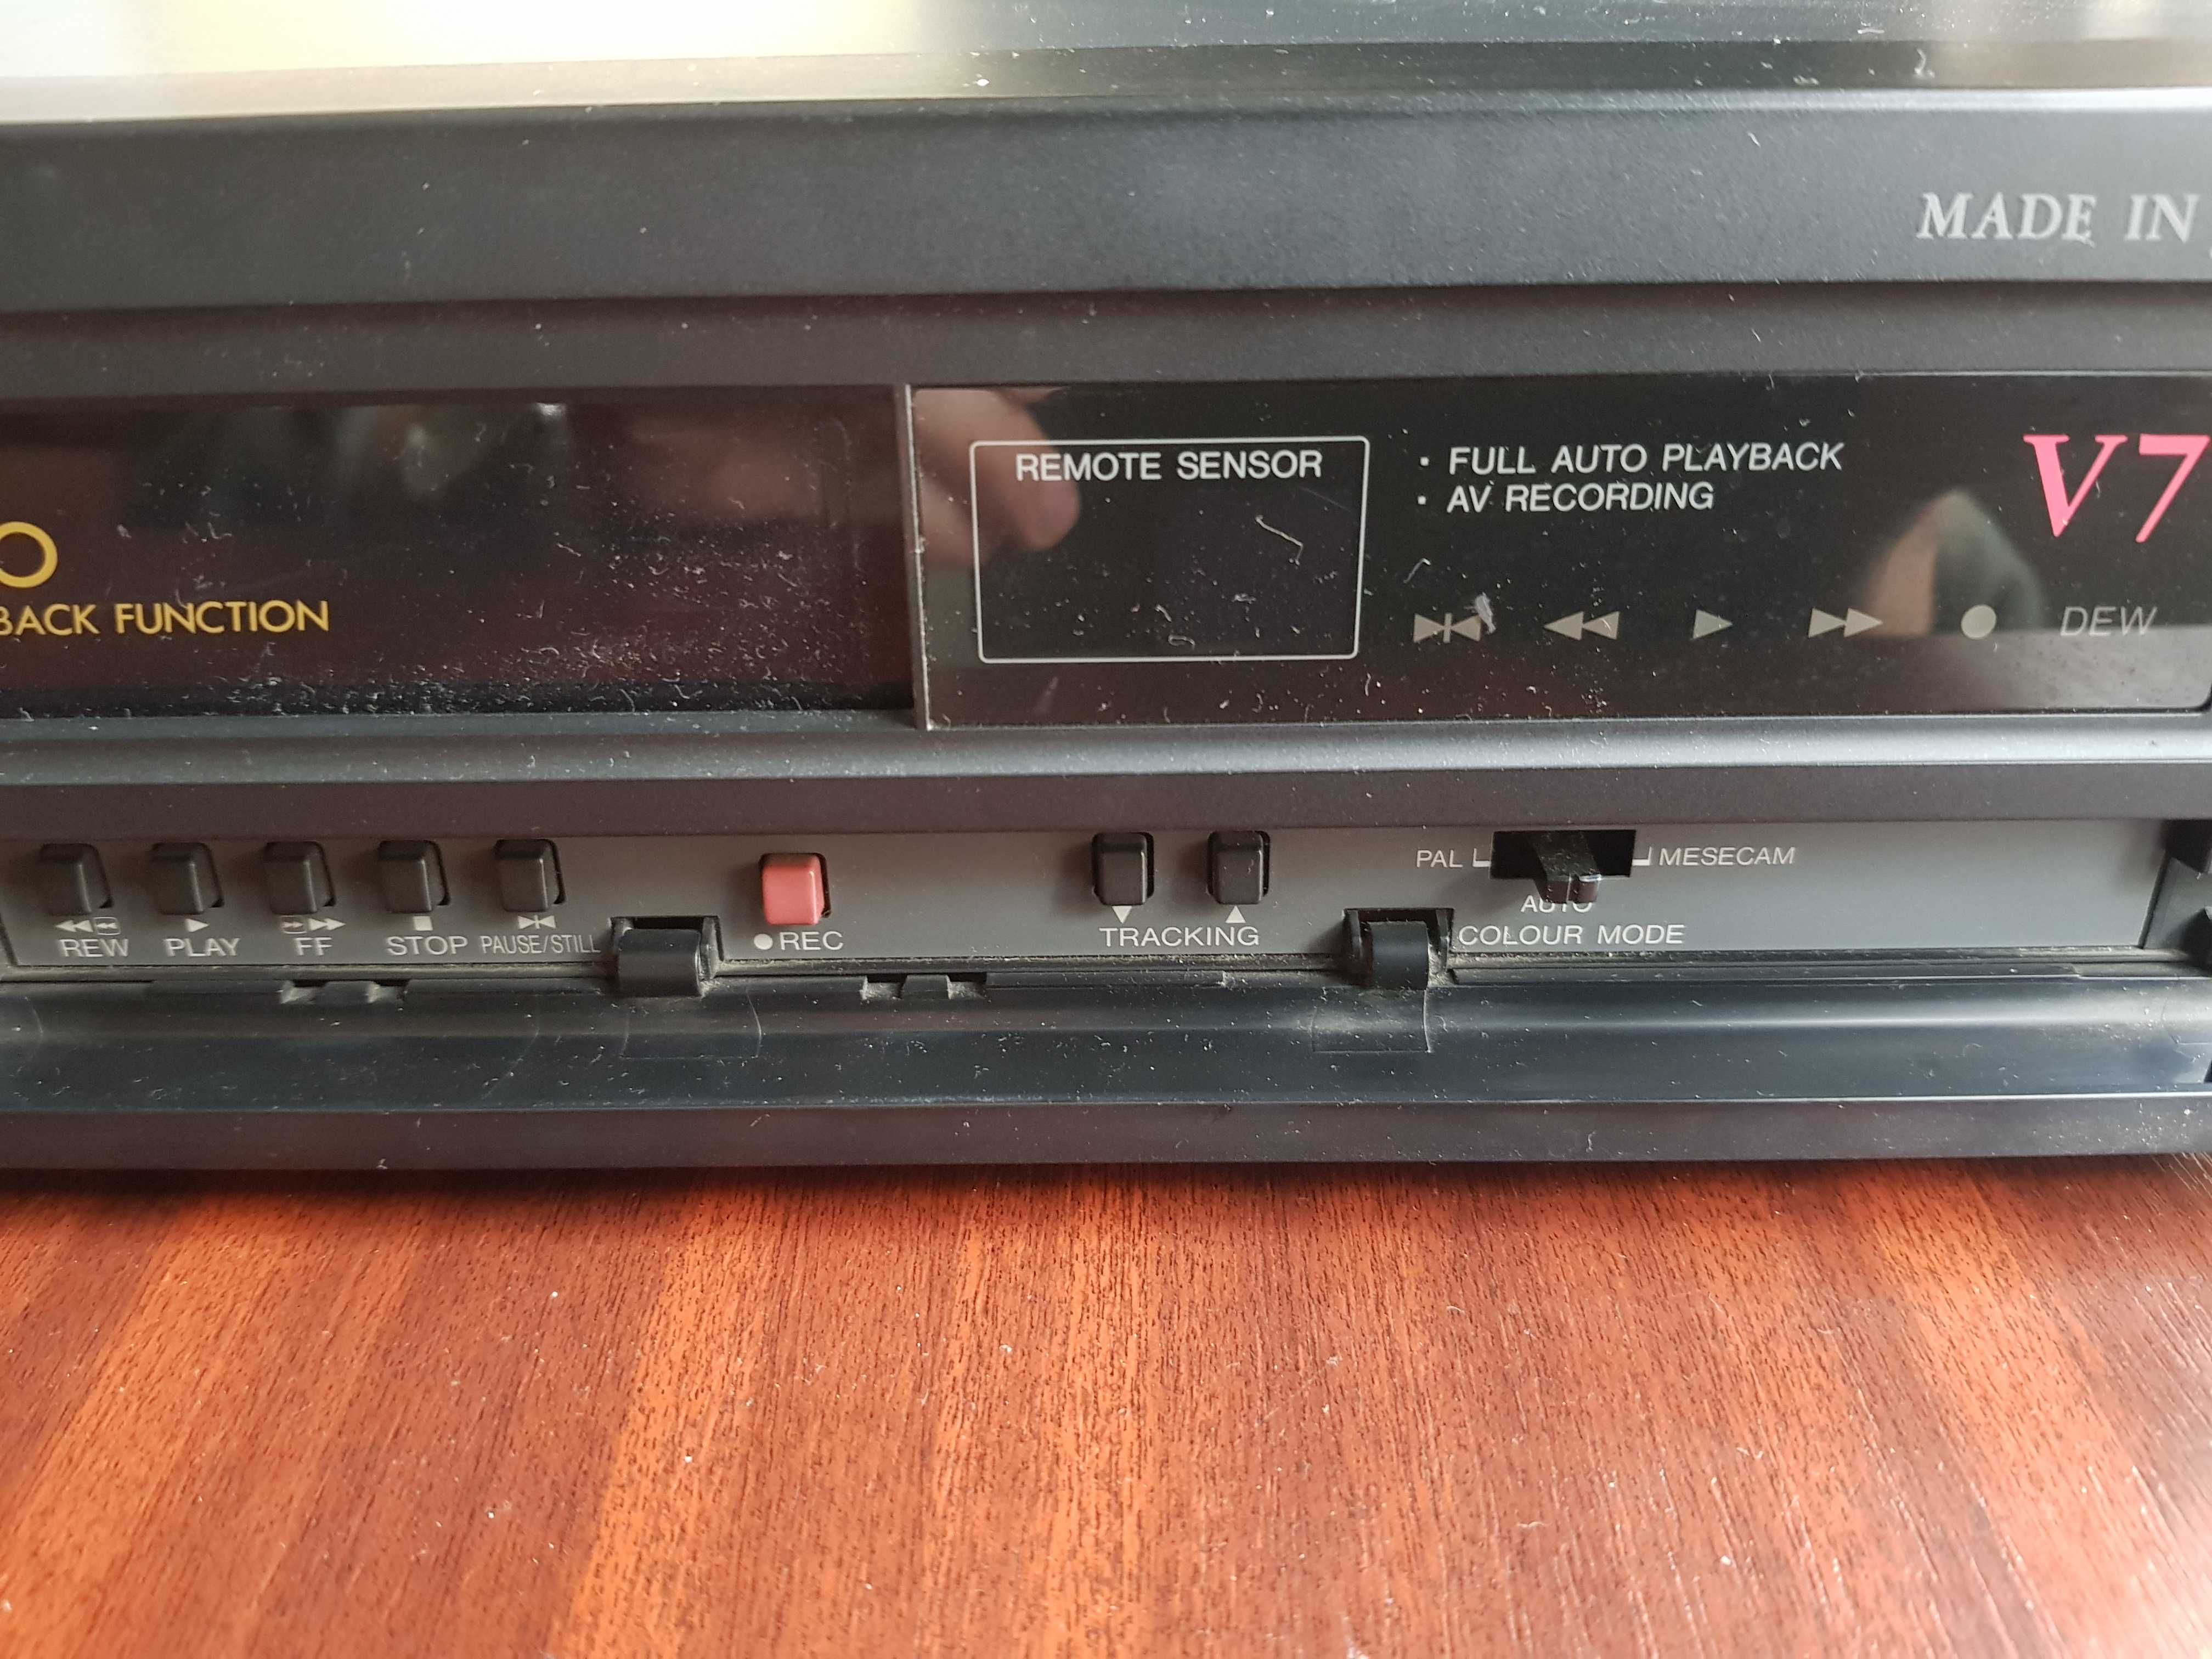 MADE IN
REMOTE SENSOR
• FULL AUTO PLAYBACK
• AV RECORDING
V7
O
BACK FUNCTION
DEW
PAL
MESECAM
AUTO
COLOUR MODE
REW
PLAY
FF
STOP
PAUSE/STILL
●REC
TRACKING